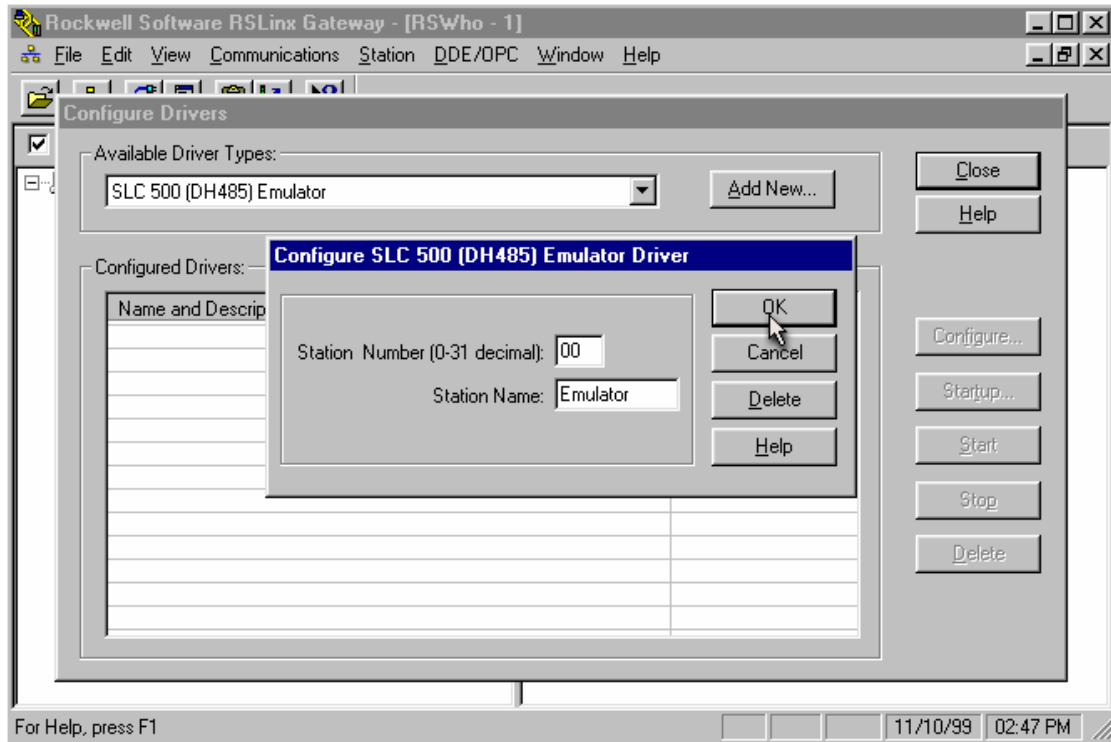 Rockwell Software RSLinx Gateway - [RSWho - 1]
File Edit View Communications Station DDE/OPC Window Help
Configure Drivers
Available Driver Types:
SLC 500 (DH485) Emulator
Add New...
Close
Help
Configured Drivers:
Name and Descrip
Configure SLC 500 (DH485) Emulator Driver
Station Number (0-31 decimal): 00
Station Name: Emulator
OK
Cancel
Delete
Help
Configure...
Startup...
Start
Stop
Delete
For Help, press F1
11/10/99 02:47 PM